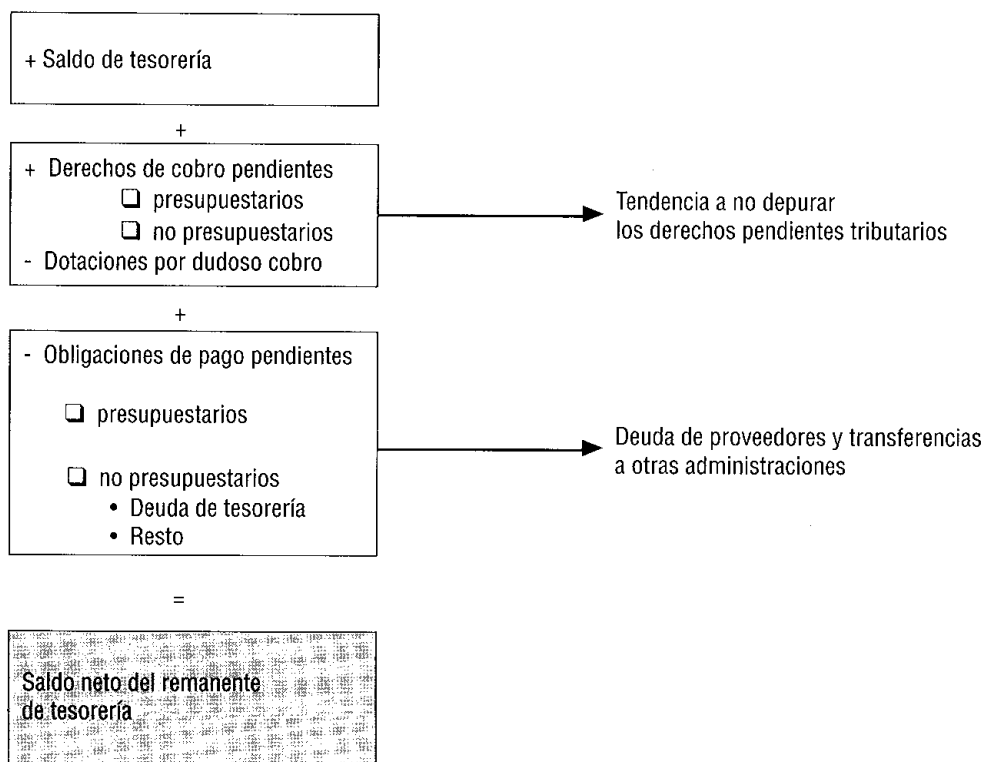 + Saldo de tesorería
+
+ Derechos de cobro pendientes
❑ presupuestarios
❑ no presupuestarios
- Dotaciones por dudoso cobro
Tendencia a no depurar
los derechos pendientes tributarios
+
- Obligaciones de pago pendientes
❑ presupuestarios
❑ no presupuestarios
• Deuda de tesorería
• Resto
Deuda de proveedores y transferencias
a otras administraciones
=
Saldo neto del remanente
de tesorería